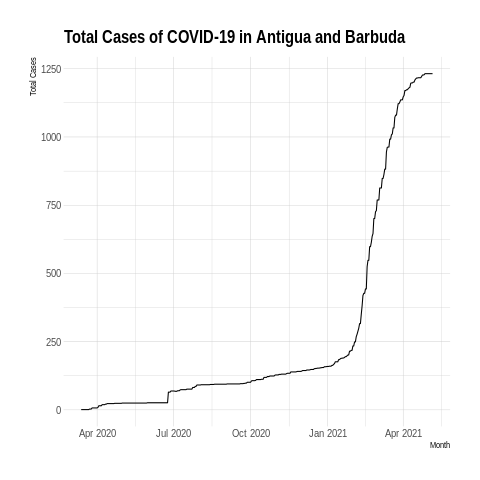 Total Cases of COVID-19 in Antigua and Barbuda
Total Cases
1250
1000
750
500
250
0
Apr 2020 Jul 2020 Oct 2020 Jan 2021 Apr 2021
Month